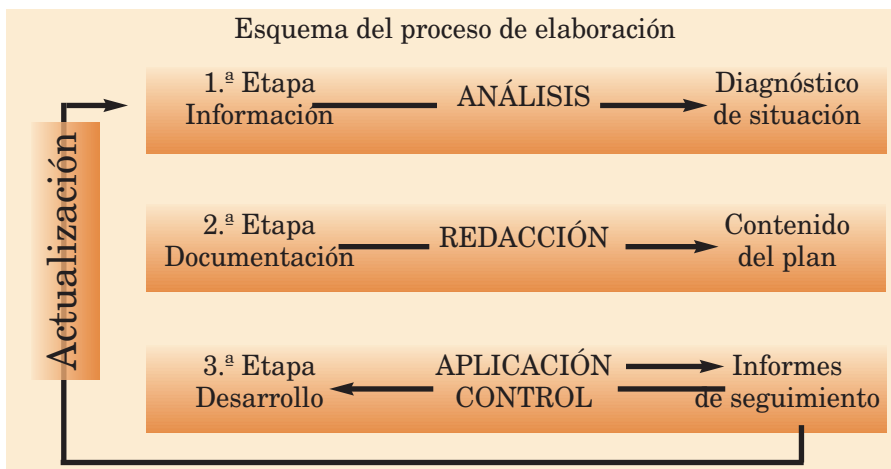 Esquema del proceso de elaboración
1.ª Etapa
Información
ANÁLISIS
Diagnóstico
de situación
2.ª Etapa
Documentación
REDACCIÓN
Contenido
del plan
3.ª Etapa
Desarrollo
APLICACIÓN
CONTROL
Informes
de seguimiento
Actualización